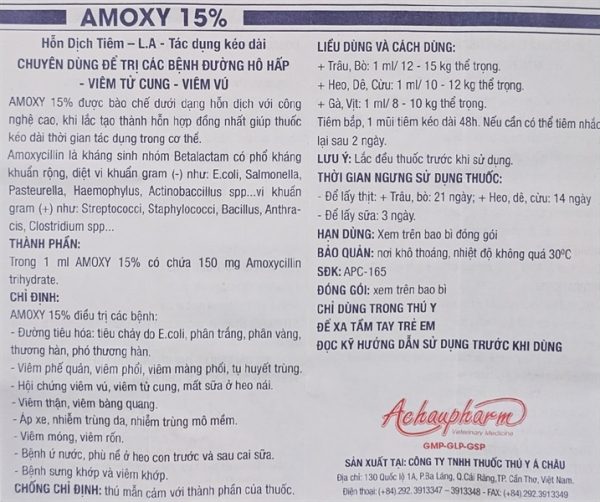 AMOXY 15%
Hỗn Dịch Tiêm – L.A - Tác dụng kéo dài
CHUYÊN DÙNG ĐỂ TRỊ CÁC BỆNH ĐƯỜNG HÔ HẤP
- VIÊM TỬ CUNG - VIÊM VÚ
AMOXY 15% được bào chế dưới dạng hỗn dịch với công
nghệ cao, khi lắc tạo thành hỗn hợp đồng nhất giúp thuốc
kéo dài thời gian tác dụng trong cơ thể.
Amoxycillin là kháng sinh nhóm Betalactam có phổ kháng
khuẩn rộng, diệt vi khuẩn gram (-) như: E.coli, Salmonella,
Pasteurella, Haemophylus, Actinobaccillus spp...vi khuẩn
gram (+) như: Streptococci, Staphylococci, Bacillus, Anthra-
cis, Clostridium spp...
THÀNH PHẦN:
Trong 1 ml AMOXY 15% có chứa 150 mg Amoxycillin
trihydrate.
CHỈ ĐỊNH:
AMOXY 15% điều trị các bệnh:
- Đường tiêu hóa: tiêu chảy do E.coli, phân trắng, phân vàng,
thương hàn, phó thương hàn.
- Viêm phế quản, viêm phổi, viêm màng phổi, tụ huyết trùng.
- Hội chứng viêm vú, viêm tử cung, mất sữa ở heo nái.
- Viêm thận, viêm bàng quang.
- Áp xe, nhiễm trùng da, nhiễm trùng mô mềm.
- Viêm móng, viêm rốn.
- Bệnh ứ nước, phù nề ở heo con trước và sau cai sữa.
- Bệnh sưng khớp và viêm khớp.
CHỐNG CHỈ ĐỊNH: thú mẫn cảm với thành phần của thuốc.
LIỀU DÙNG VÀ CÁCH DÙNG:
+ Trâu, Bò: 1 ml/ 12 - 15 kg thể trọng.
+ Heo, Dê, Cừu: 1 ml/ 10 - 12 kg thể trọng.
+ Gà, Vịt: 1 ml/ 8 - 10 kg thể trọng.
Tiêm bắp, 1 mũi tiêm kéo dài 48h. Nếu cần có thể tiêm nhắc
lại sau 2 ngày.
LƯU Ý: Lắc đều thuốc trước khi sử dụng.
THỜI GIAN NGƯNG SỬ DỤNG THUỐC:
- Để lấy thịt: + Trâu, bò: 21 ngày; + Heo, dê, cừu: 14 ngày
- Để lấy sữa: 3 ngày.
HẠN DÙNG: Xem trên bao bì đóng gói
BẢO QUẢN: nơi khô thoáng, nhiệt độ không quá 30⁰C
SĐK: APC-165
ĐÓNG GÓI: xem trên bao bì
CHỈ DÙNG TRONG THÚ Y
ĐỂ XA TẦM TAY TRẺ EM
ĐỌC KỸ HƯỚNG DẪN SỬ DỤNG TRƯỚC KHI DÙNG
Achaupharm
Veterinary Medicine
GMP-GLP-GSP
SẢN XUẤT TẠI: CÔNG TY TNHH THUỐC THÚ Y Á CHÂU
Địa chỉ: 130 Quốc lộ 1A, P.Ba Láng, Q.Cái Răng, TP. Cần Thơ, Việt Nam.
Điện thoại: (+84).292. 3913347 – 3913348 - FAX: (+84).292.3913349